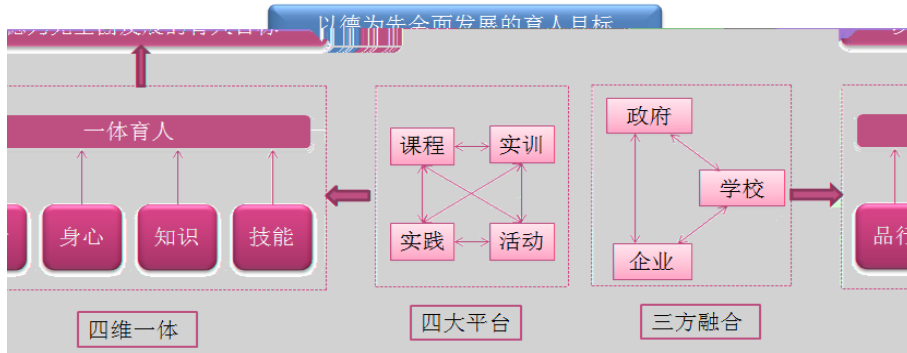 以德为先全面发展的育人目标
一体育人
身心
知识
技能
四维一体
课程
实训
实践
活动
四大平台
政府
学校
企业
三方融合
品行